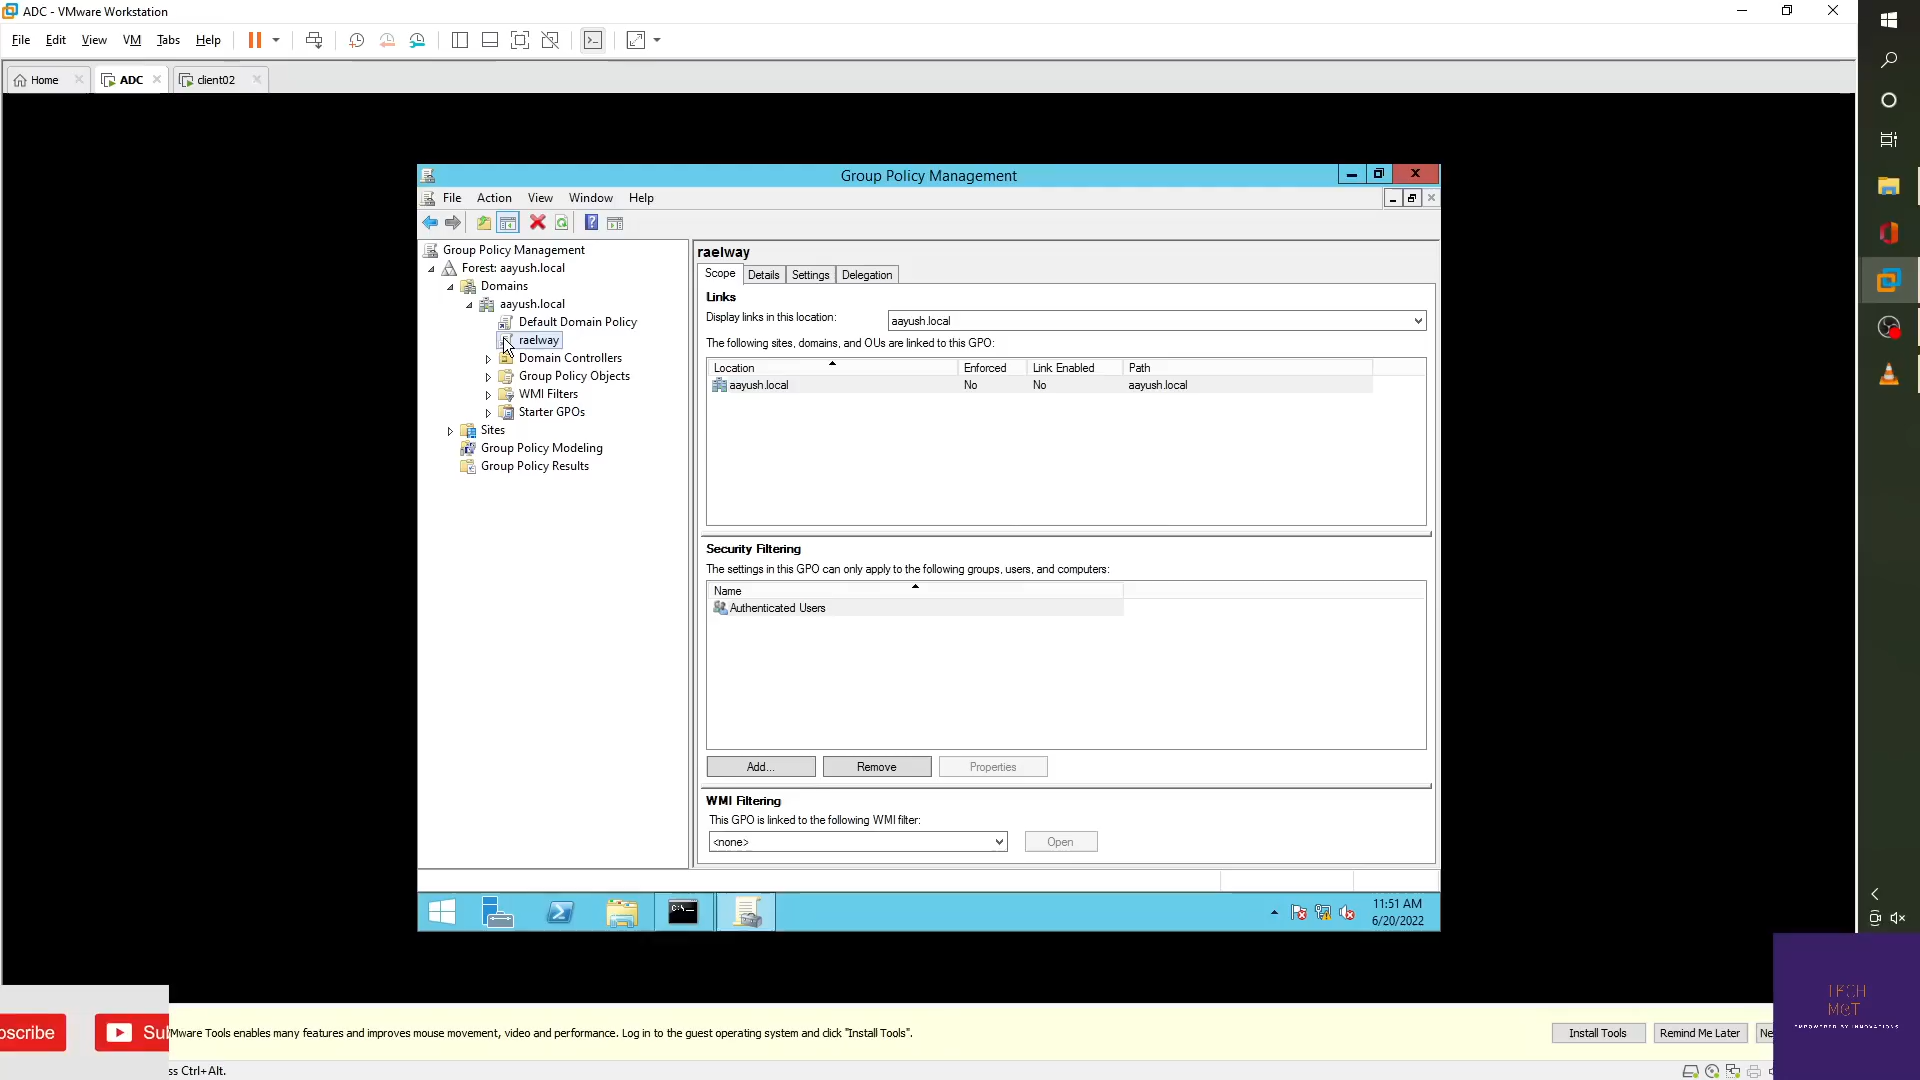 ADC - VMware Workstation
File Edit View VM Tabs Help
Home ADC client02
Group Policy Management
File Action View Window Help
Group Policy Management
Forest: aayush.local
Domains
aayush.local
Default Domain Policy
raelway
Domain Controllers
Group Policy Objects
WMI Filters
Starter GPOs
Sites
Group Policy Modeling
Group Policy Results
raelway
Scope Details Settings Delegation
Links
Display links in this location: aayush.local
The following sites, domains, and OUs are linked to this GPO:
Location Enforced Link Enabled Path
aayush.local No No aayush.local
Security Filtering
The settings in this GPO can only apply to the following groups, users, and computers:
Name
Authenticated Users
Add... Remove Properties
WMI Filtering
This GPO is linked to the following WMI filter:
<none> Open
11:51 AM
6/20/2022
oscribe Sul
VMware Tools enables many features and improves mouse movement, video and performance. Log in to the guest operating system and click "Install Tools".
Install Tools Remind Me Later Ne
ss Ctrl+Alt.
TECH
M@T
EMPOWERED BY INNOVATIONS